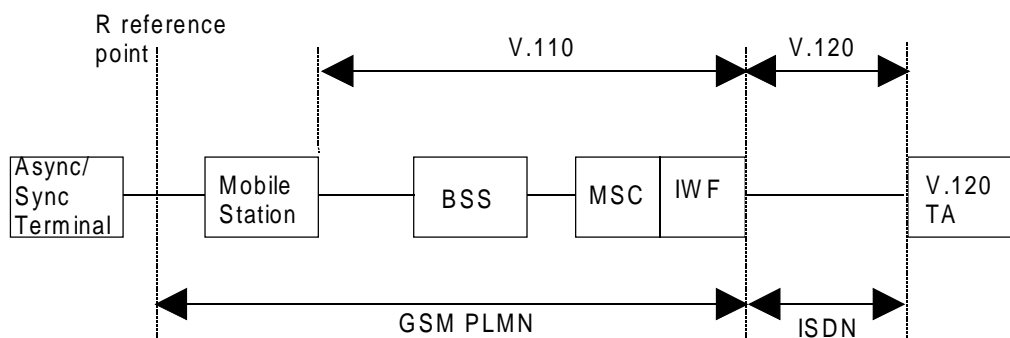 R reference
point
V.110
V.120
Async/
Sync
Terminal
Mobile
Station
BSS
MSC
IWF
V.120
TA
GSM PLMN
ISDN